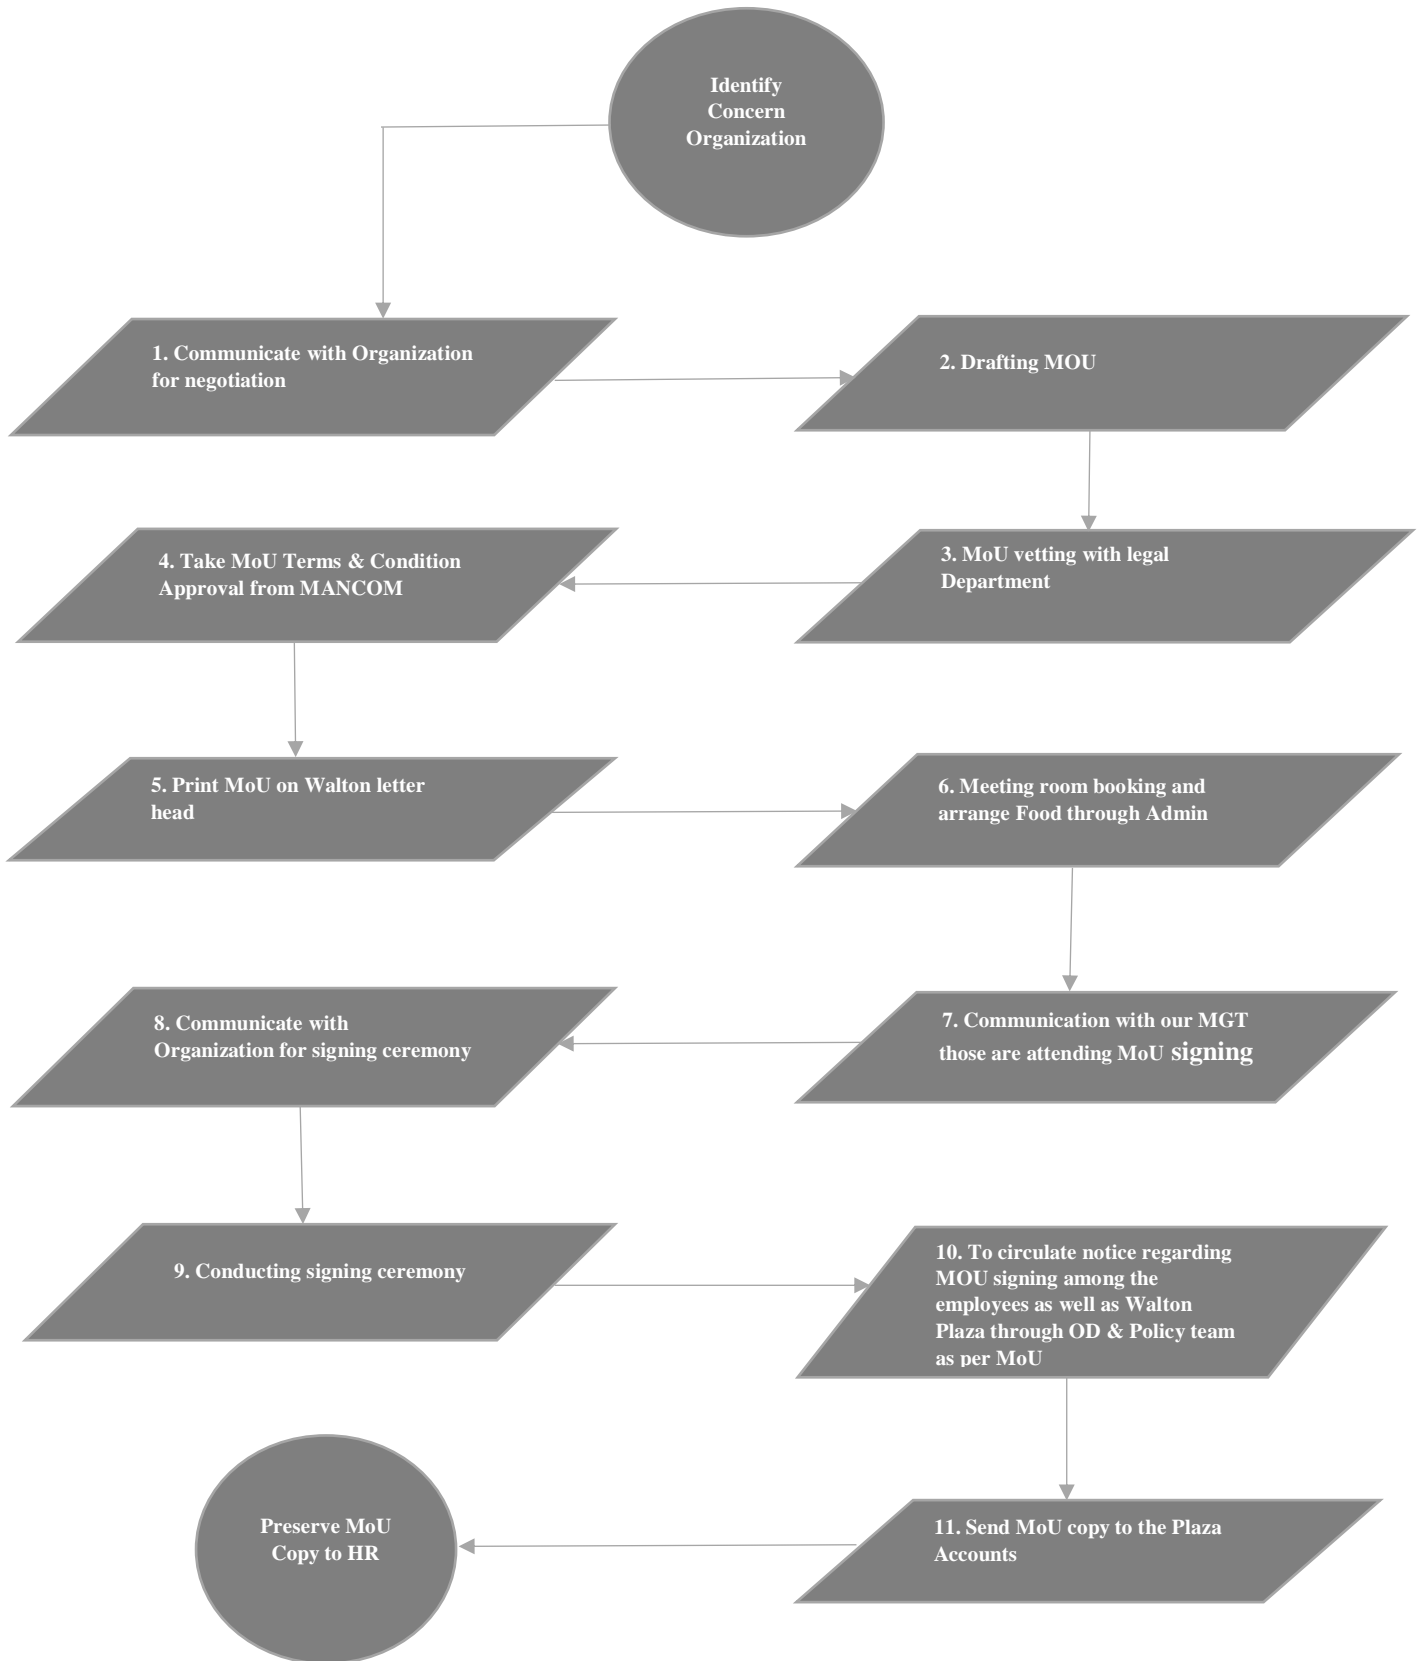 Identify
Concern
Organization
1. Communicate with Organization
for negotiation
2. Drafting MOU
3. MoU vetting with legal
Department
4. Take MoU Terms & Condition
Approval from MANCOM
5. Print MoU on Walton letter
head
6. Meeting room booking and
arrange Food through Admin
7. Communication with our MGT
those are attending MoU signing
8. Communicate with
Organization for signing ceremony
9. Conducting signing ceremony
10. To circulate notice regarding
MOU signing among the
employees as well as Walton
Plaza through OD & Policy team
as per MoU
11. Send MoU copy to the Plaza
Accounts
Preserve MoU
Copy to HR